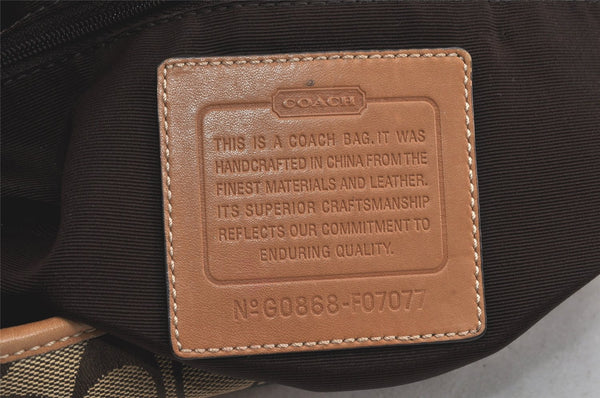 COACH
THIS IS A COACH BAG. IT WAS
HANDCRAFTED IN CHINA FROM THE
FINEST MATERIALS AND LEATHER.
ITS SUPERIOR CRAFTSMANSHIP
REFLECTS OUR COMMITMENT TO
ENDURING QUALITY.
Nº G0868-F07077